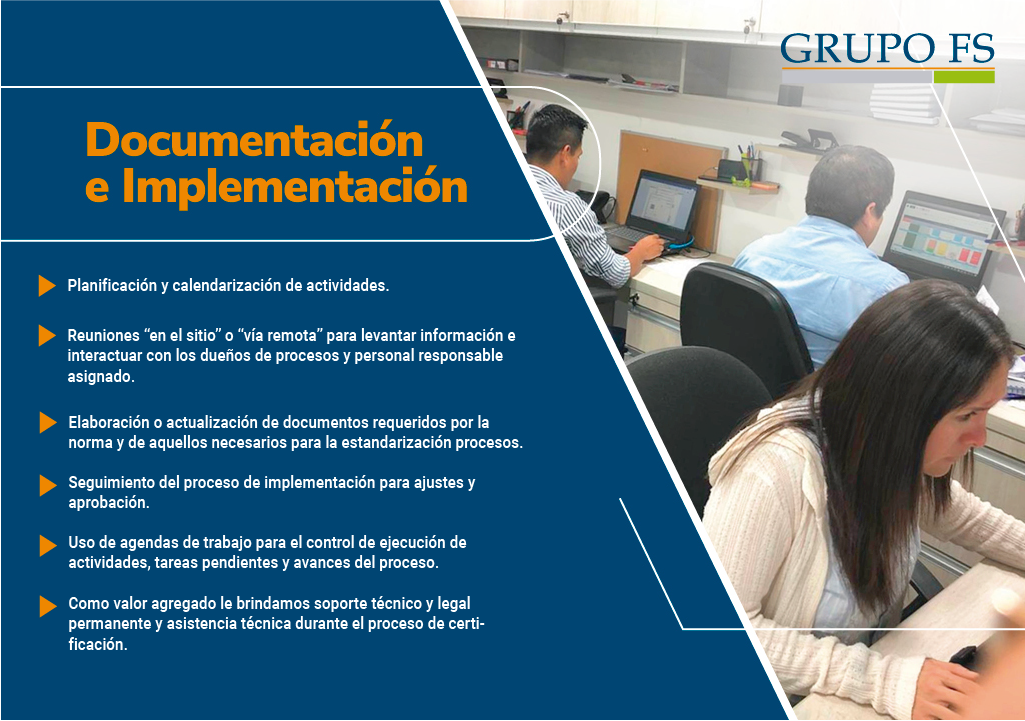 GRUPO FS
Documentación
e Implementación
Planificación y calendarización de actividades.
Reuniones “en el sitio” o “vía remota” para levantar información e
interactuar con los dueños de procesos y personal responsable
asignado.
Elaboración o actualización de documentos requeridos por la
norma y de aquellos necesarios para la estandarización procesos.
Seguimiento del proceso de implementación para ajustes y
aprobación.
Uso de agendas de trabajo para el control de ejecución de
actividades, tareas pendientes y avances del proceso.
Como valor agregado le brindamos soporte técnico y legal
permanente y asistencia técnica durante el proceso de certi-
ficación.